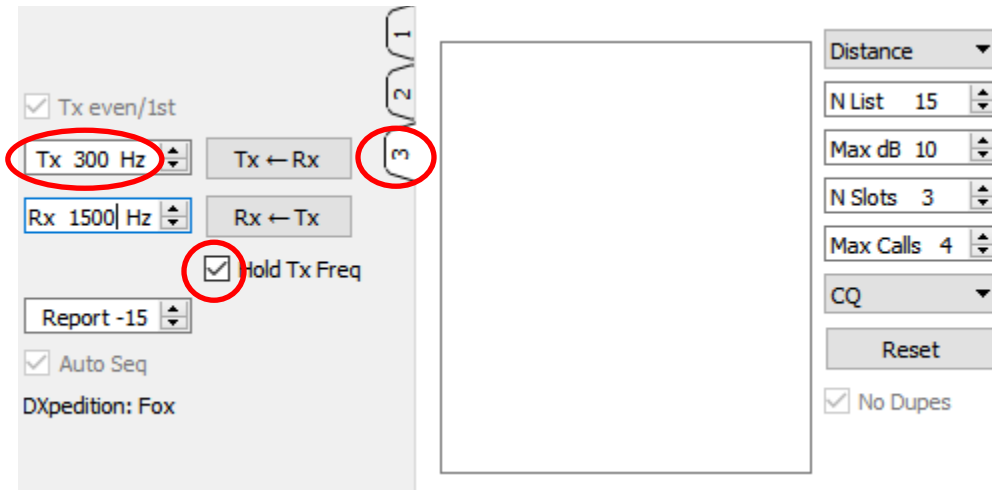 1
2
3
Tx even/1st
Tx 300 Hz
Tx ← Rx
Rx 1500 Hz
Rx ← Tx
Hold Tx Freq
Report -15
Auto Seq
DXpedition: Fox
Distance
N List 15
Max dB 10
N Slots 3
Max Calls 4
CQ
Reset
No Dupes